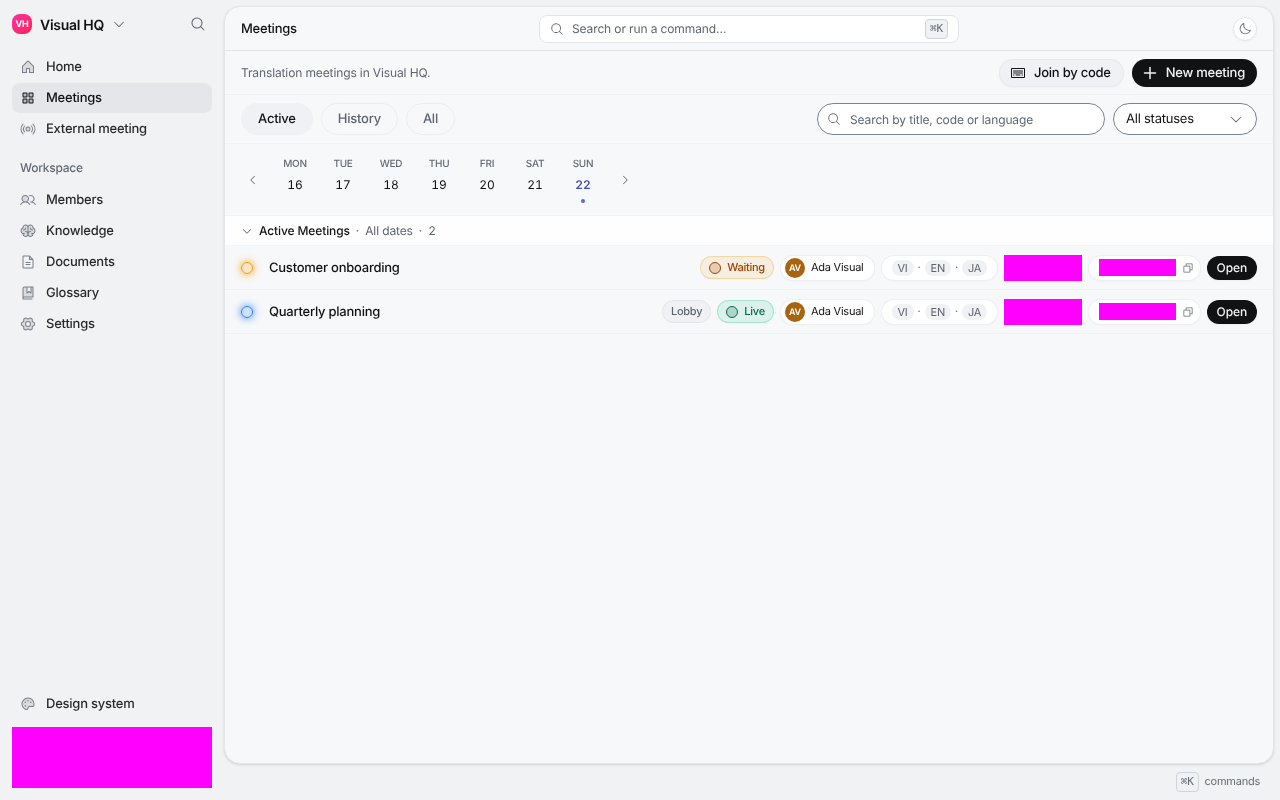 VH Visual HQ
Home
Meetings
External meeting
Workspace
Members
Knowledge
Documents
Glossary
Settings
Design system
Meetings
Search or run a command...
⌘K
Translation meetings in Visual HQ.
Join by code
New meeting
Active
History
All
Search by title, code or language
All statuses
MON TUE WED THU FRI SAT SUN
16 17 18 19 20 21 22
Active Meetings · All dates · 2
Customer onboarding Waiting AV Ada Visual VI · EN · JA Open
Quarterly planning Lobby Live AV Ada Visual VI · EN · JA Open
⌘K commands